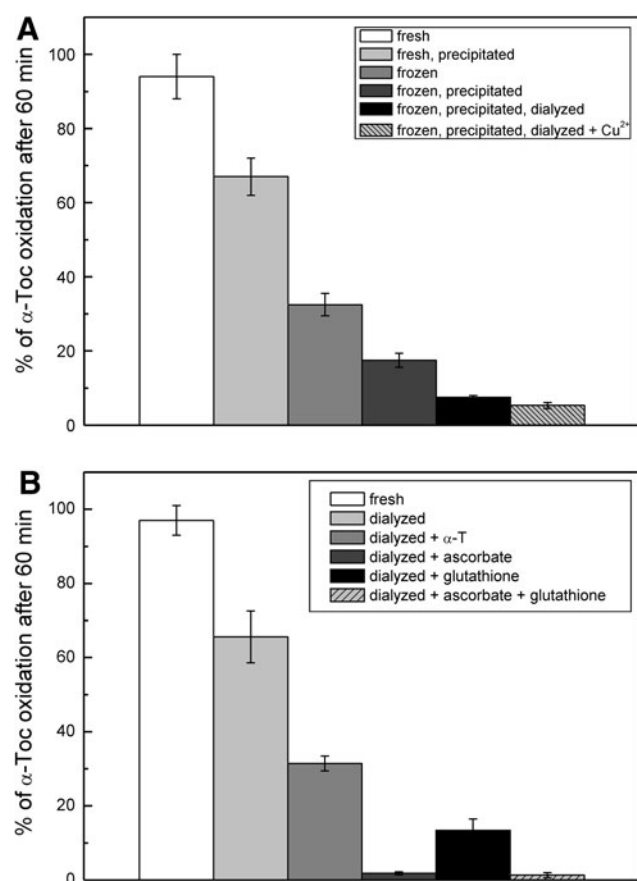 A
% of α-Toc oxidation after 60 min
100
80
60
40
20
0
fresh
fresh, precipitated
frozen
frozen, precipitated
frozen, precipitated, dialyzed
frozen, precipitated, dialyzed + Cu²⁺
B
% of α-Toc oxidation after 60 min
100
80
60
40
20
0
fresh
dialyzed
dialyzed + α-T
dialyzed + ascorbate
dialyzed + glutathione
dialyzed + ascorbate + glutathione